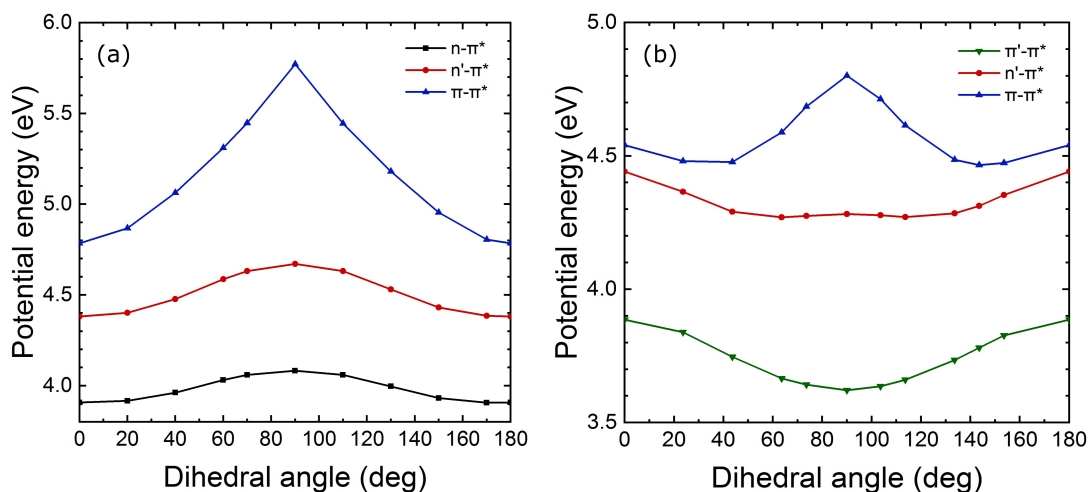 (a)
n-π*
n'-π*
π-π*
6.0
5.5
5.0
4.5
4.0
Potential energy (eV)
0 20 40 60 80 100 120 140 160 180
Dihedral angle (deg)
(b)
π'-π*
n'-π*
π-π*
5.0
4.5
4.0
3.5
Potential energy (eV)
0 20 40 60 80 100 120 140 160 180
Dihedral angle (deg)